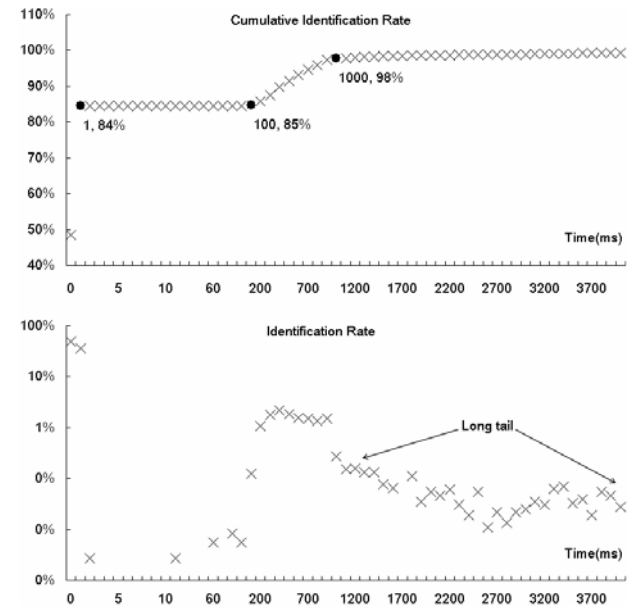 Cumulative Identification Rate
110%
100%
90%
80%
70%
60%
50%
40%
1, 84%
100, 85%
1000, 98%
Time(ms)
0 5 10 60 200 700 1200 1700 2200 2700 3200 3700
Identification Rate
100%
10%
1%
0%
0%
0%
Long tail
Time(ms)
0 5 10 60 200 700 1200 1700 2200 2700 3200 3700